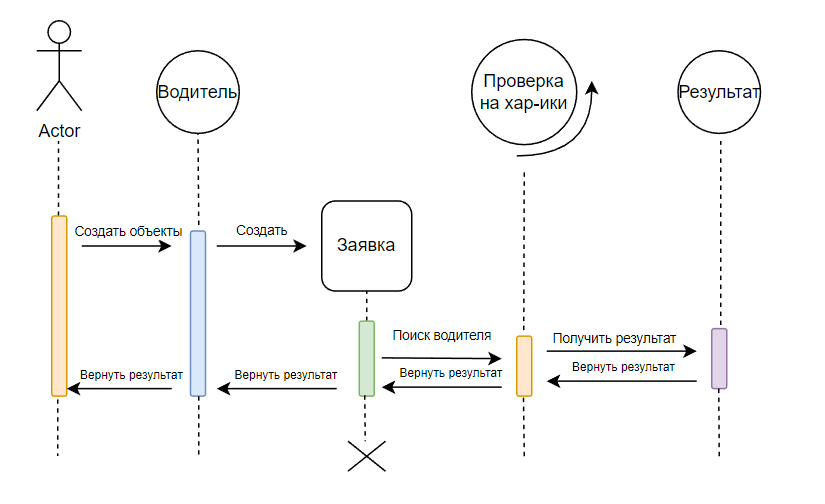 Actor
Водитель
Проверка
на хар-ики
Результат
Создать объекты
Создать
Заявка
Поиск водителя
Получить результат
Вернуть результат
Вернуть результат
Вернуть результат
Вернуть результат